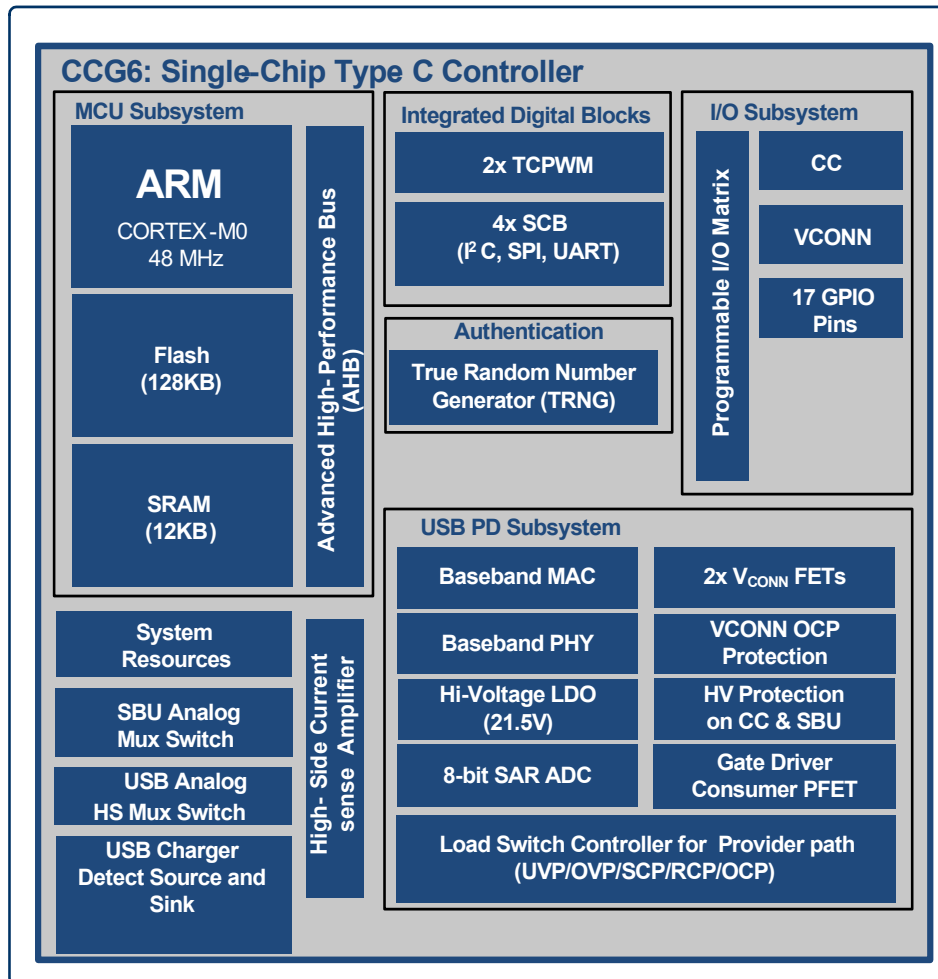 CCG6: Single-Chip Type C Controller
MCU Subsystem
ARM
CORTEX-M0
48 MHz
Flash
(128KB)
SRAM
(12KB)
Advanced High-Performance Bus
(AHB)
Integrated Digital Blocks
2x TCPWM
4x SCB
(I² C, SPI, UART)
Authentication
True Random Number
Generator (TRNG)
I/O Subsystem
Programmable I/O Matrix
CC
VCONN
17 GPIO
Pins
System
Resources
SBU Analog
Mux Switch
USB Analog
HS Mux Switch
USB Charger
Detect Source and
Sink
High- Side Current
sense Amplifier
USB PD Subsystem
Baseband MAC
2x VCONN FETs
Baseband PHY
VCONN OCP
Protection
Hi-Voltage LDO
(21.5V)
HV Protection
on CC & SBU
8-bit SAR ADC
Gate Driver
Consumer PFET
Load Switch Controller for Provider path
(UVP/OVP/SCP/RCP/OCP)